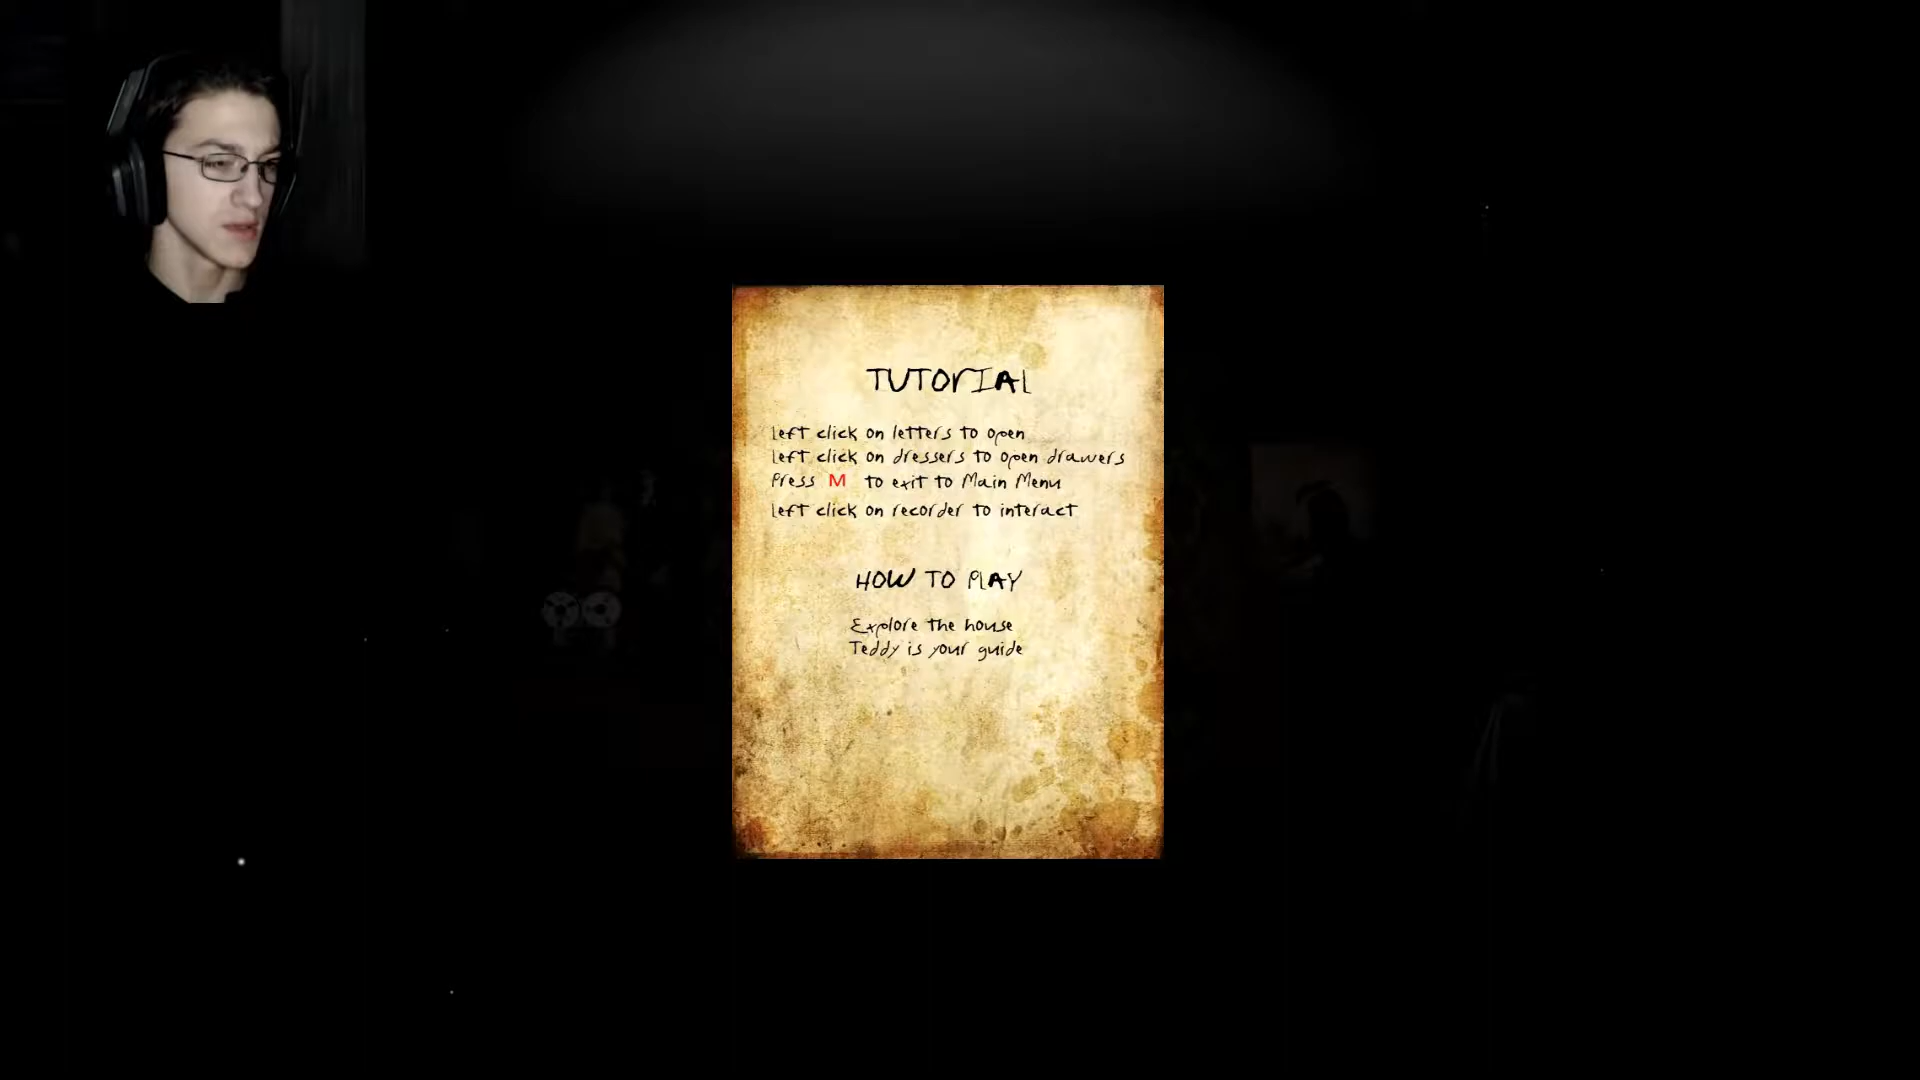 TUTORIAL
left click on letters to open
left click on dressers to open drawers
Press M to exit to Main Menu
left click on recorder to interact
HOW TO PLAY
Explore the house
Teddy is your guide